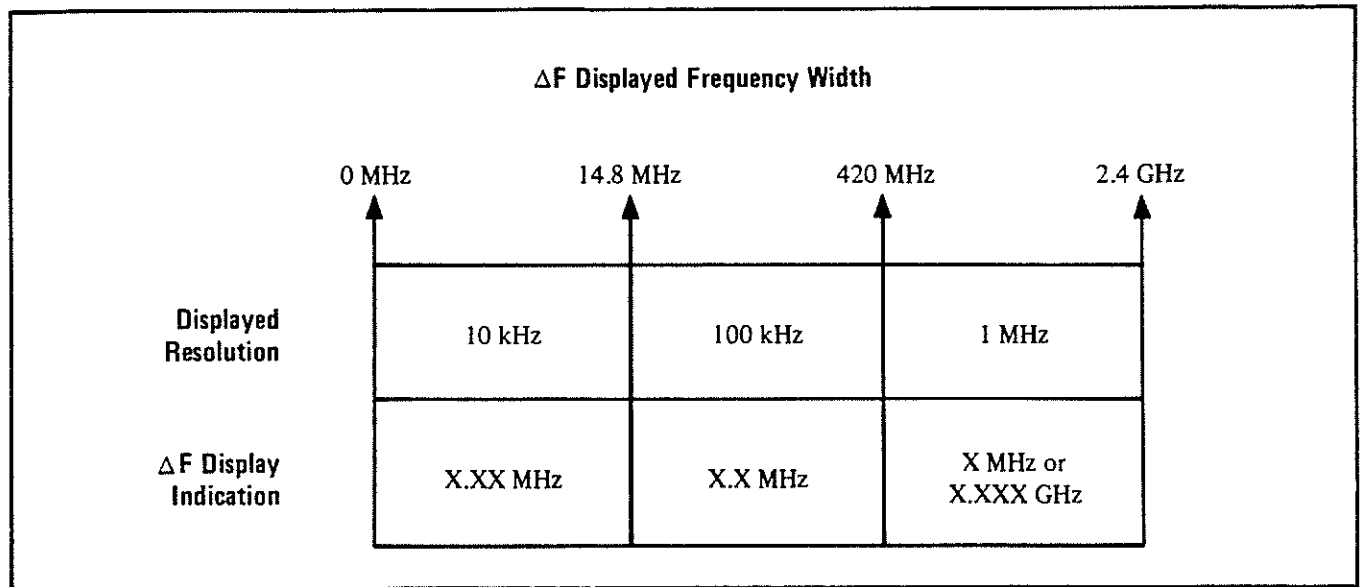 ΔF Displayed Frequency Width
0 MHz 14.8 MHz 420 MHz 2.4 GHz
Displayed
Resolution
10 kHz 100 kHz 1 MHz
ΔF Display
Indication
X.XX MHz X.X MHz X MHz or
X.XXX GHz